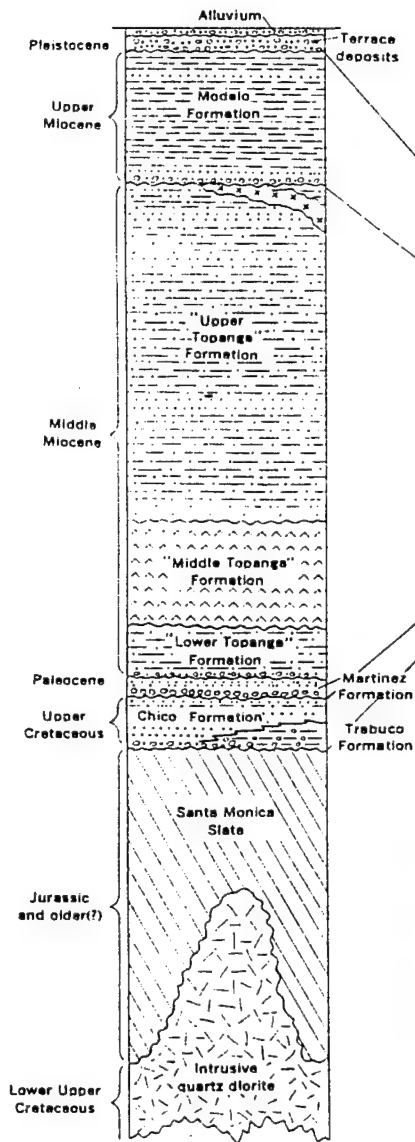 Alluvium
Pleistocene
Terrace
deposits
Upper
Miocene
Modelo
Formation
"Upper
Topanga"
Formation
Middle
Miocene
"Middle Topanga"
Formation
"Lower Topanga"
Formation
Paleocene
Martinez
Formation
Upper
Cretaceous
Chico Formation
Trabuco
Formation
Santa Monica
Slate
Jurassic
and older(?)
Intrusive
quartz diorite
Lower Upper
Cretaceous